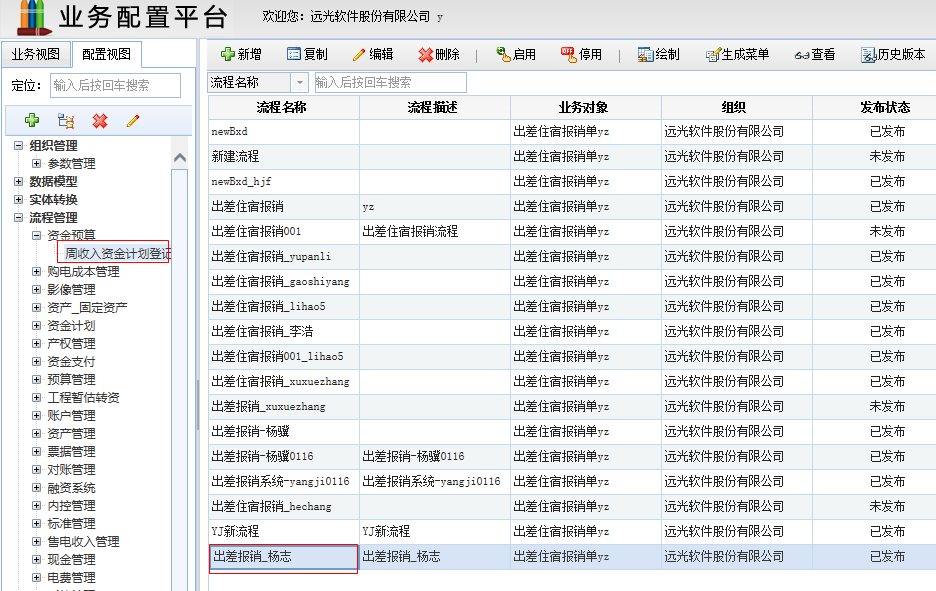 业务配置平台
欢迎您：远光软件股份有限公司 y
业务视图 配置视图
定位： 输入后按回车搜索
组织管理
参数管理
数据模型
实体转换
流程管理
资金预算
周收入资金计划登记
购电成本管理
影像管理
资产_固定资产
资金计划
产权管理
资金支付
预算管理
工程暂估转资
账户管理
资产管理
票据管理
对账管理
融资系统
内控管理
标准管理
售电收入管理
现金管理
电费管理
新增 复制 编辑 删除 | 启用 停用 | 绘制 生成菜单 查看 历史版本
流程名称 输入后按回车搜索
流程名称 流程描述 业务对象 组织 发布状态
newBxd 出差住宿报销单yz 远光软件股份有限公司 已发布
新建流程 出差住宿报销单yz 远光软件股份有限公司 未发布
newBxd_hjf 出差住宿报销单yz 远光软件股份有限公司 已发布
出差住宿报销 yz 出差住宿报销单yz 远光软件股份有限公司 已发布
出差住宿报销001 出差住宿报销流程 出差住宿报销单yz 远光软件股份有限公司 未发布
出差住宿报销_yupanli 出差住宿报销单yz 远光软件股份有限公司 已发布
出差住宿报销_gaoshiyang 出差住宿报销单yz 远光软件股份有限公司 已发布
出差住宿报销_lihao5 出差住宿报销单yz 远光软件股份有限公司 已发布
出差住宿报销_李浩 出差住宿报销单yz 远光软件股份有限公司 已发布
出差住宿报销001_lihao5 出差住宿报销单yz 远光软件股份有限公司 已发布
出差住宿报销_xuxuezhang 出差住宿报销单yz 远光软件股份有限公司 已发布
出差报销_xuxuezhang 出差住宿报销单yz 远光软件股份有限公司 未发布
出差报销-杨骥 出差住宿报销单yz 远光软件股份有限公司 已发布
出差报销-杨骥0116 出差报销-杨骥0116 出差住宿报销单yz 远光软件股份有限公司 已发布
出差报销系统-yangji0116 出差报销系统-yangji0116 出差住宿报销单yz 远光软件股份有限公司 已发布
出差报销_hechang 出差住宿报销单yz 远光软件股份有限公司 未发布
YJ新流程 YJ新流程 出差住宿报销单yz 远光软件股份有限公司 已发布
出差报销_杨志 出差报销_杨志 出差住宿报销单yz 远光软件股份有限公司 已发布